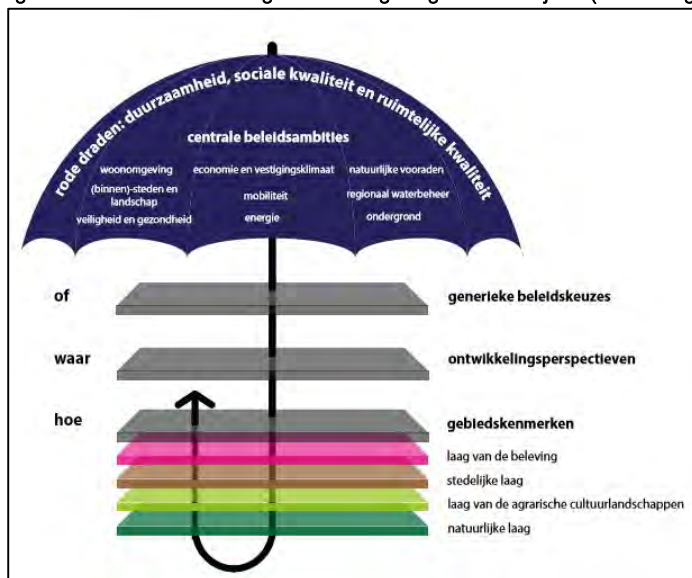 rode draden: duurzaamheid, sociale kwaliteit en ruimtelijke kwaliteit
centrale beleidsambities
woonomgeving
(binnen)-steden en
landschap
veiligheid en gezondheid
economie en vestigingsklimaat
mobiliteit
energie
natuurlijke vooraden
regionaal waterbeheer
ondergrond
of
generieke beleidskeuzes
waar
ontwikkelingsperspectieven
hoe
gebiedskenmerken
laag van de beleving
stedelijke laag
laag van de agrarische cultuurlandschappen
natuurlijke laag